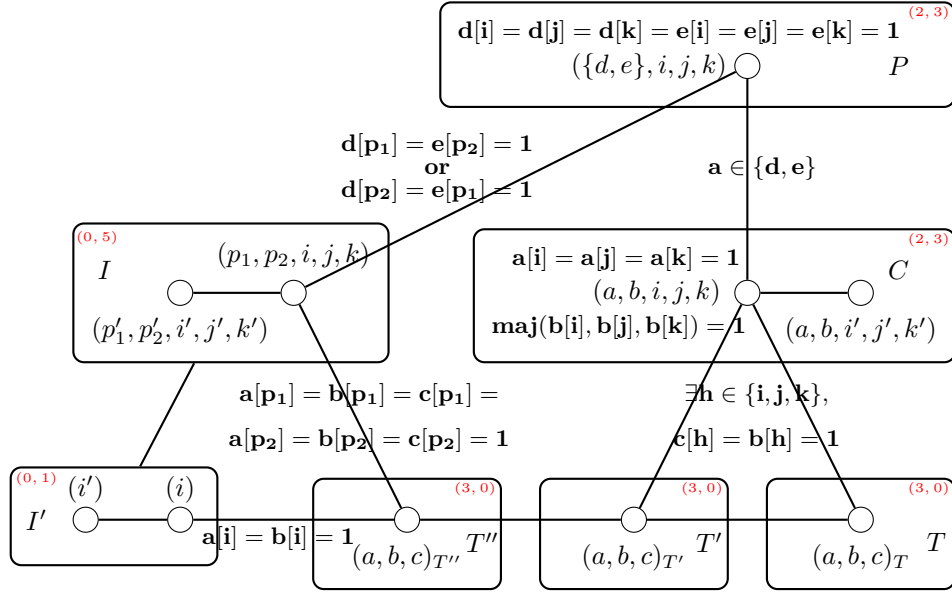 (2, 3)
d[i] = d[j] = d[k] = e[i] = e[j] = e[k] = 1
({d, e}, i, j, k)
P
d[p₁] = e[p₂] = 1
or
d[p₂] = e[p₁] = 1
a ∈ {d, e}
(0, 5)
I
(p₁, p₂, i, j, k)
(p′₁, p′₂, i′, j′, k′)
(2, 3)
a[i] = a[j] = a[k] = 1
C
(a, b, i, j, k)
maj(b[i], b[j], b[k]) = 1
(a, b, i′, j′, k′)
a[p₁] = b[p₁] = c[p₁] =
a[p₂] = b[p₂] = c[p₂] = 1
∃h ∈ {i, j, k},
c[h] = b[h] = 1
(0, 1)
(i′)
(i)
I′
a[i] = b[i] = 1
(3, 0)
(a, b, c)_T″
T″
(3, 0)
(a, b, c)_T′
T′
(3, 0)
(a, b, c)_T
T